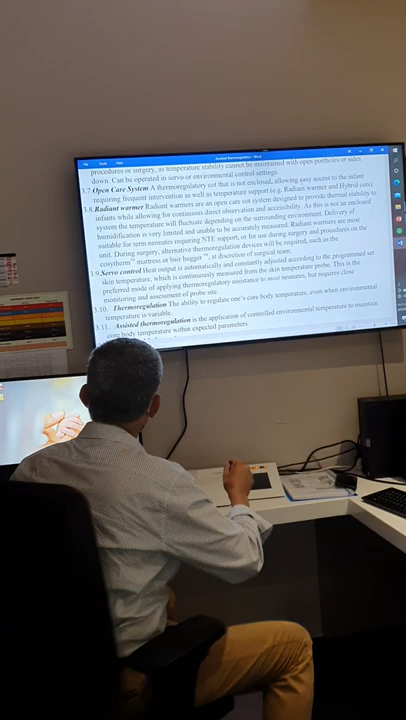 File Tools View
Assisted thermoregulation - Word
procedures or surgery, as temperature stability cannot be maintained with open portholes or sides
down. Can be operated in servo or environmental control settings.
3.7. Open Care System A thermoregulatory cot that is not enclosed, allowing easy access to the infant
requiring frequent intervention as well as temperature support (e.g. Radiant warmer and Hybrid cots).
3.8. Radiant warmer Radiant warmers are an open care cot system designed to provide thermal stability to
infants while allowing for continuous direct observation and accessibility. As this is not an enclosed
system the temperature will fluctuate depending on the surrounding environment. Delivery of
humidification is very limited and unable to be accurately measured. Radiant warmers are most
suitable for term neonates requiring NTE support, or for use during surgery and procedures on the
unit. During surgery, alternative thermoregulation devices will be required, such as the
cosytherm™ mattress or bair hugger ™, at discretion of surgical team.
3.9. Servo control Heat output is automatically and constantly adjusted according to the programmed set
skin temperature, which is continuously measured from the skin temperature probe. This is the
preferred mode of applying thermoregulatory assistance to most neonates, but requires close
monitoring and assessment of probe site.
3.10. Thermoregulation The ability to regulate one's core body temperature, even when environmental
temperature is variable.
3.11. Assisted thermoregulation is the application of controlled environmental temperature to maintain
core body temperature within expected parameters.